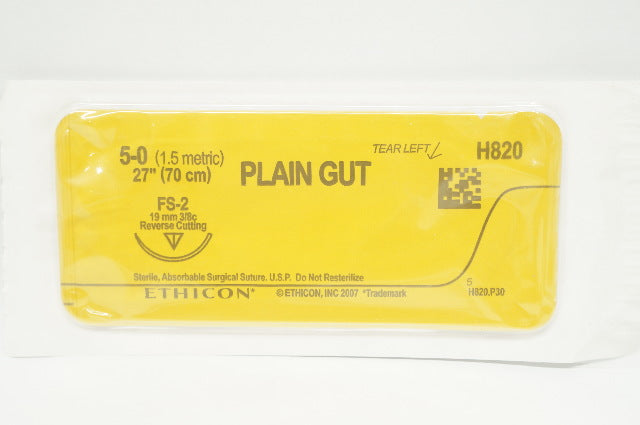 5-0 (1.5 metric)
27" (70 cm)
PLAIN GUT
TEAR LEFT
H820
FS-2
19 mm 3/8c
Reverse Cutting
Sterile, Absorbable Surgical Suture. U.S.P. Do Not Resterilize
ETHICON* ©ETHICON, INC 2007 *Trademark
5
H820.P30